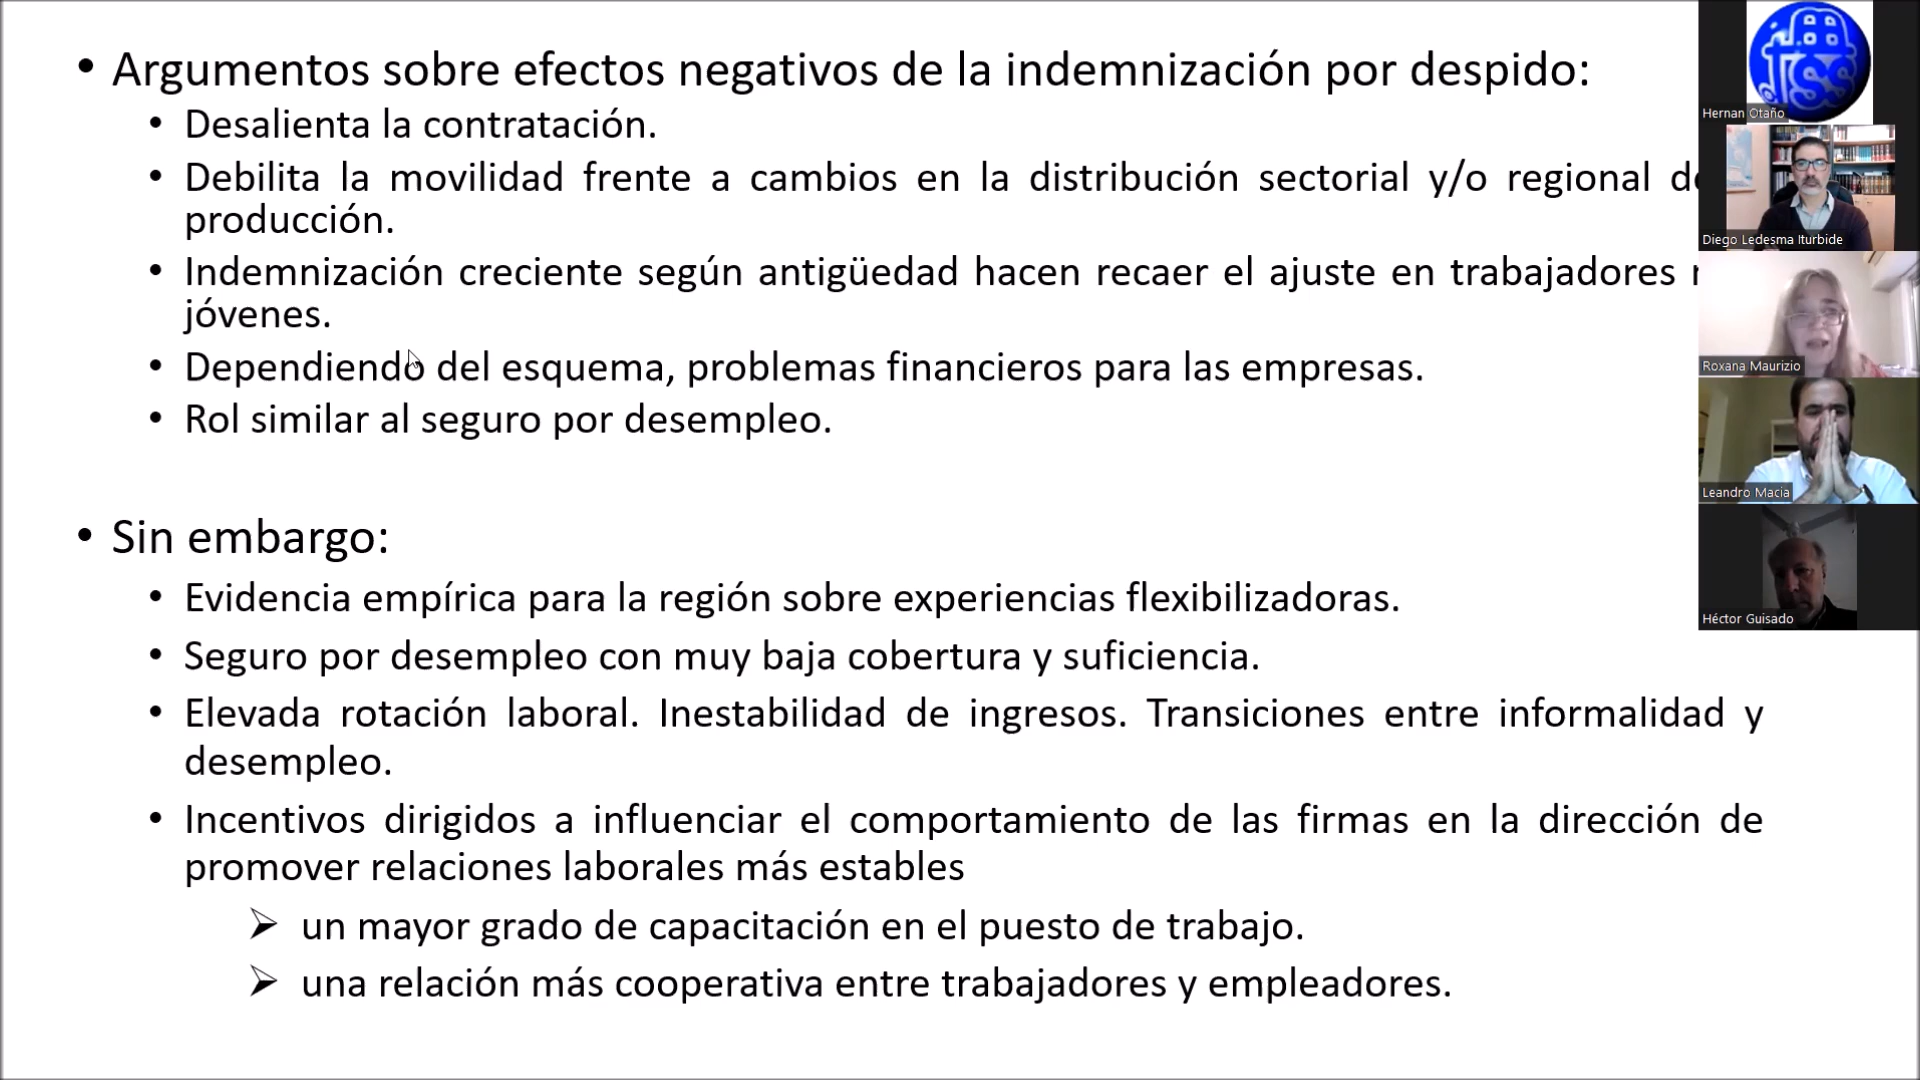 • Argumentos sobre efectos negativos de la indemnización por despido:
• Desalienta la contratación.
• Debilita la movilidad frente a cambios en la distribución sectorial y/o regional
producción.
• Indemnización creciente según antigüedad hacen recaer el ajuste en trabajadores
jóvenes.
• Dependiendo del esquema, problemas financieros para las empresas.
• Rol similar al seguro por desempleo.
• Sin embargo:
• Evidencia empírica para la región sobre experiencias flexibilizadoras.
• Seguro por desempleo con muy baja cobertura y suficiencia.
• Elevada rotación laboral. Inestabilidad de ingresos. Transiciones entre informalidad y
desempleo.
• Incentivos dirigidos a influenciar el comportamiento de las firmas en la dirección de
promover relaciones laborales más estables
➢ un mayor grado de capacitación en el puesto de trabajo.
➢ una relación más cooperativa entre trabajadores y empleadores.
Hernan Otaño
Diego Ledesma Iturbide
Roxana Maurizio
Leandro Macia
Héctor Guisado